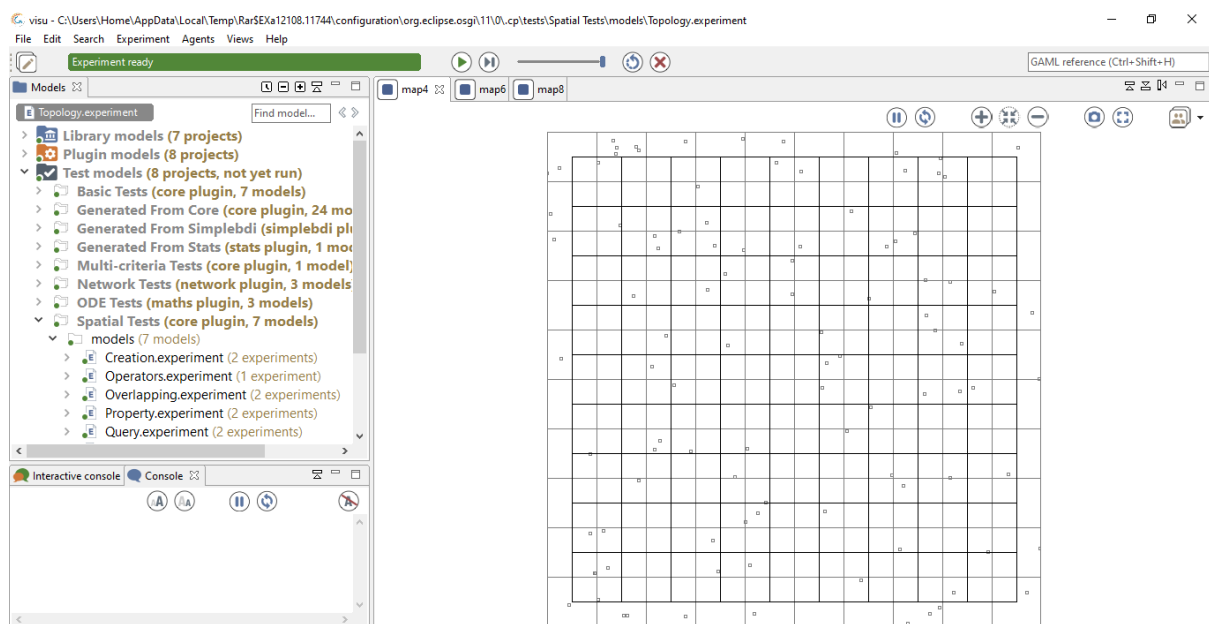 visu - C:\Users\Home\AppData\Local\Temp\Rar$EXa12108.11744\configuration\org.eclipse.osgi\11\0\.cp\tests\Spatial Tests\models\Topology.experiment
File Edit Search Experiment Agents Views Help
Experiment ready
GAML reference (Ctrl+Shift+H)
Models
map4 map6 map8
Topology.experiment
Find model...
Library models (7 projects)
Plugin models (8 projects)
Test models (8 projects, not yet run)
Basic Tests (core plugin, 7 models)
Generated From Core (core plugin, 24 mo
Generated From Simplebdi (simplebdi plu
Generated From Stats (stats plugin, 1 mod
Multi-criteria Tests (core plugin, 1 model)
Network Tests (network plugin, 3 models
ODE Tests (maths plugin, 3 models)
Spatial Tests (core plugin, 7 models)
models (7 models)
Creation.experiment (2 experiments)
Operators.experiment (1 experiment)
Overlapping.experiment (2 experiments)
Property.experiment (2 experiments)
Query.experiment (2 experiments)
Interactive console Console